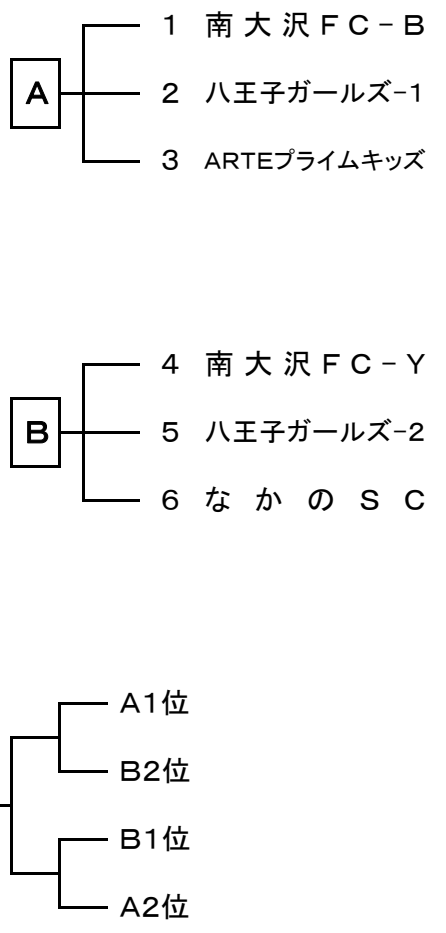 1 南大沢FC-B
A 2 八王子ガールズ-1
3 ARTEプライムキッズ
4 南大沢FC-Y
B 5 八王子ガールズ-2
6 なかのSC
A1位
B2位
B1位
A2位